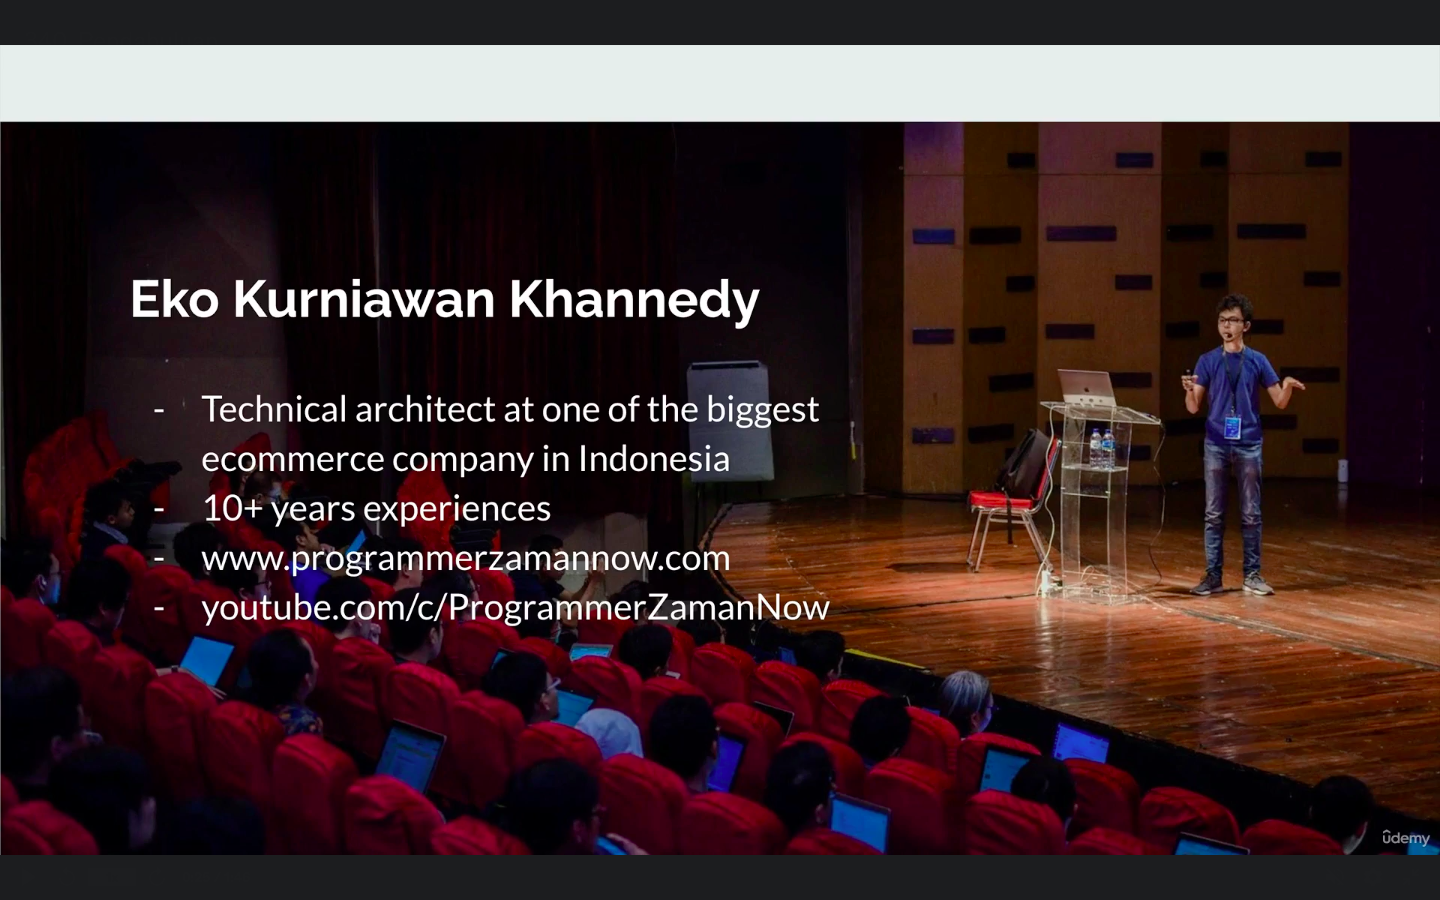 Eko Kurniawan Khannedy
- Technical architect at one of the biggest
ecommerce company in Indonesia
- 10+ years experiences
- www.programmerzamannow.com
- youtube.com/c/ProgrammerZamanNow
ûdemy